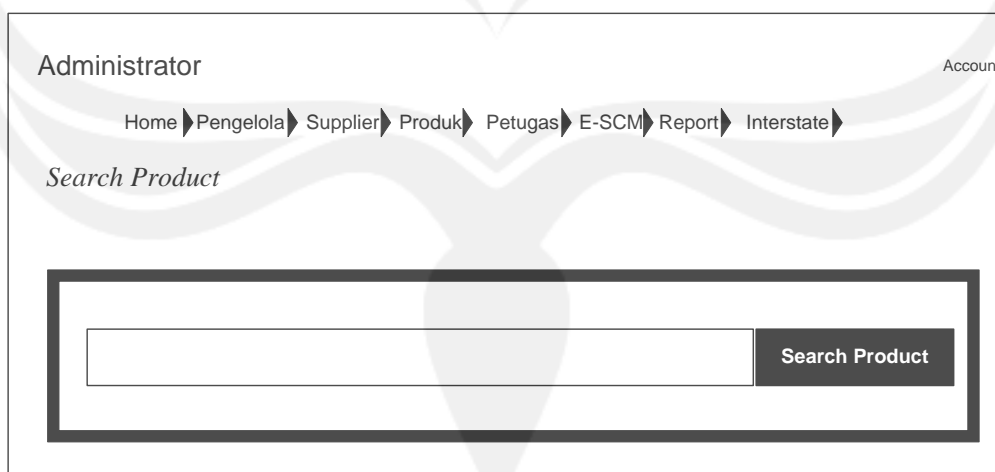 Administrator
Accoun
Home Pengelola Supplier Produk Petugas E-SCM Report Interstate
Search Product
Search Product